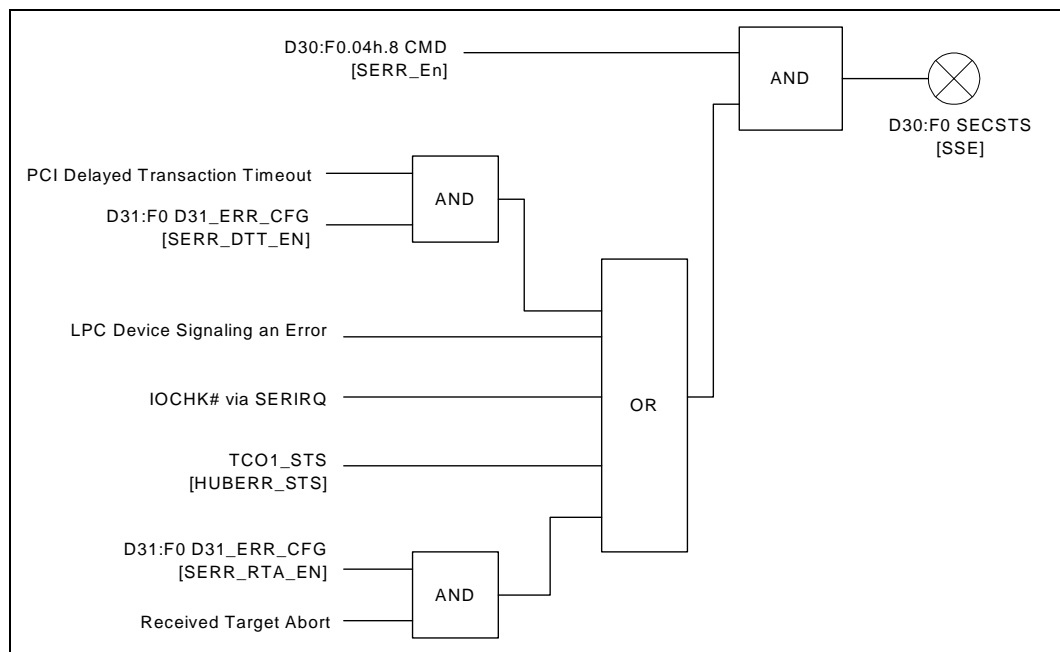 D30:F0.04h.8 CMD
[SERR_En]
AND
D30:F0 SECSTS
[SSE]
PCI Delayed Transaction Timeout
AND
D31:F0 D31_ERR_CFG
[SERR_DTT_EN]
LPC Device Signaling an Error
IOCHK# via SERIRQ
OR
TCO1_STS
[HUBERR_STS]
D31:F0 D31_ERR_CFG
[SERR_RTA_EN]
AND
Received Target Abort